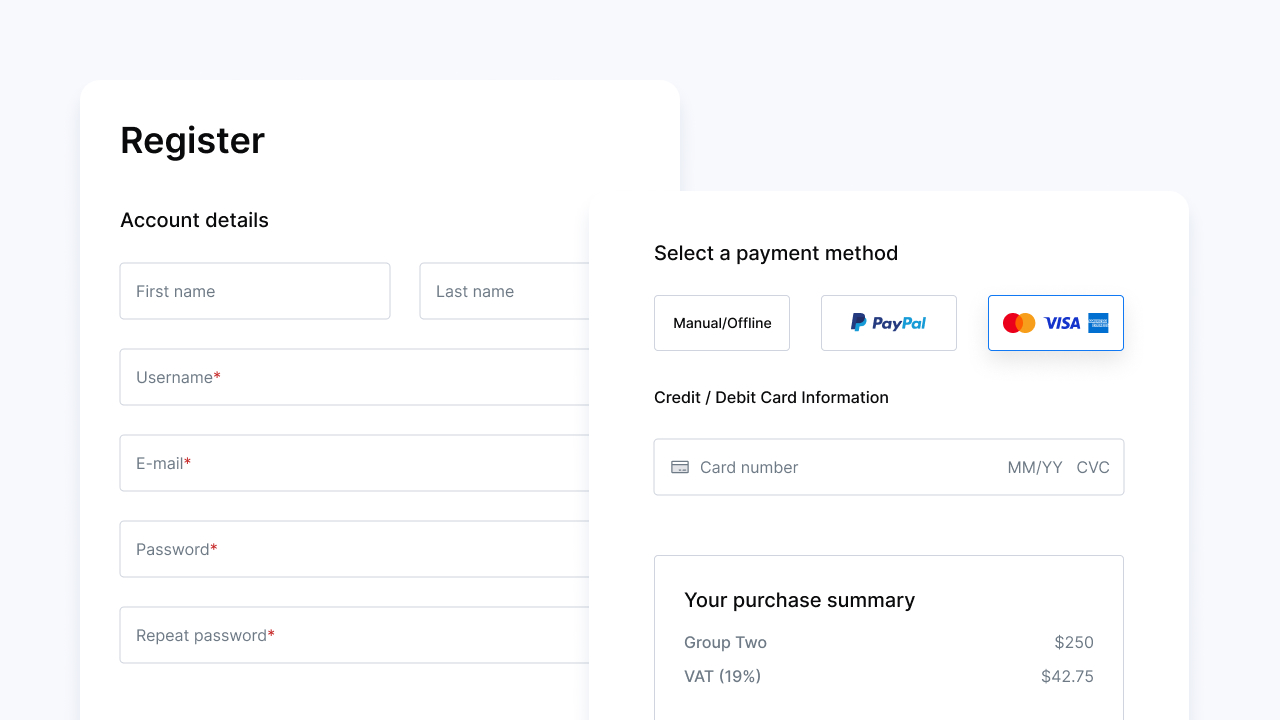 Register
Account details
First name
Last name
Username*
E-mail*
Password*
Repeat password*
Select a payment method
Manual/Offline
PayPal
VISA
Credit / Debit Card Information
Card number
MM/YY CVC
Your purchase summary
Group Two $250
VAT (19%) $42.75